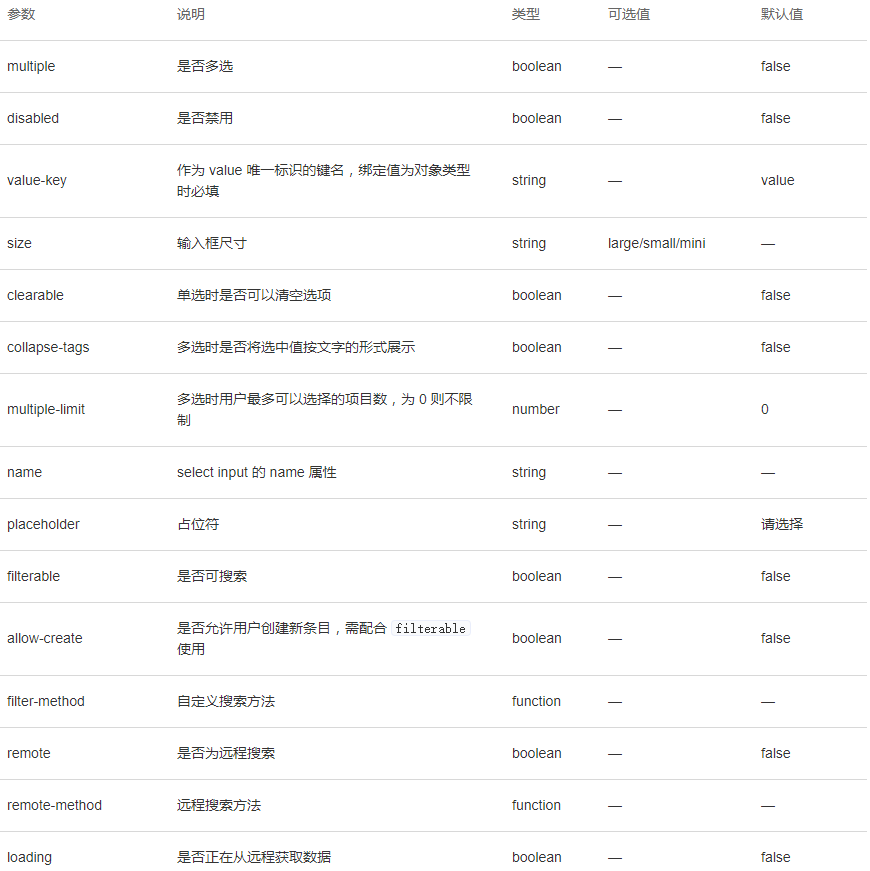 参数 说明 类型 可选值 默认值
multiple 是否多选 boolean — false
disabled 是否禁用 boolean — false
value-key 作为 value 唯一标识的键名，绑定值为对象类型 string — value
时必填
size 输入框尺寸 string large/small/mini —
clearable 单选时是否可以清空选项 boolean — false
collapse-tags 多选时是否将选中值按文字的形式展示 boolean — false
multiple-limit 多选时用户最多可以选择的项目数，为 0 则不限 number — 0
制
name select input 的 name 属性 string — —
placeholder 占位符 string — 请选择
filterable 是否可搜索 boolean — false
allow-create 是否允许用户创建新条目，需配合 filterable boolean — false
使用
filter-method 自定义搜索方法 function — —
remote 是否为远程搜索 boolean — false
remote-method 远程搜索方法 function — —
loading 是否正在从远程获取数据 boolean — false